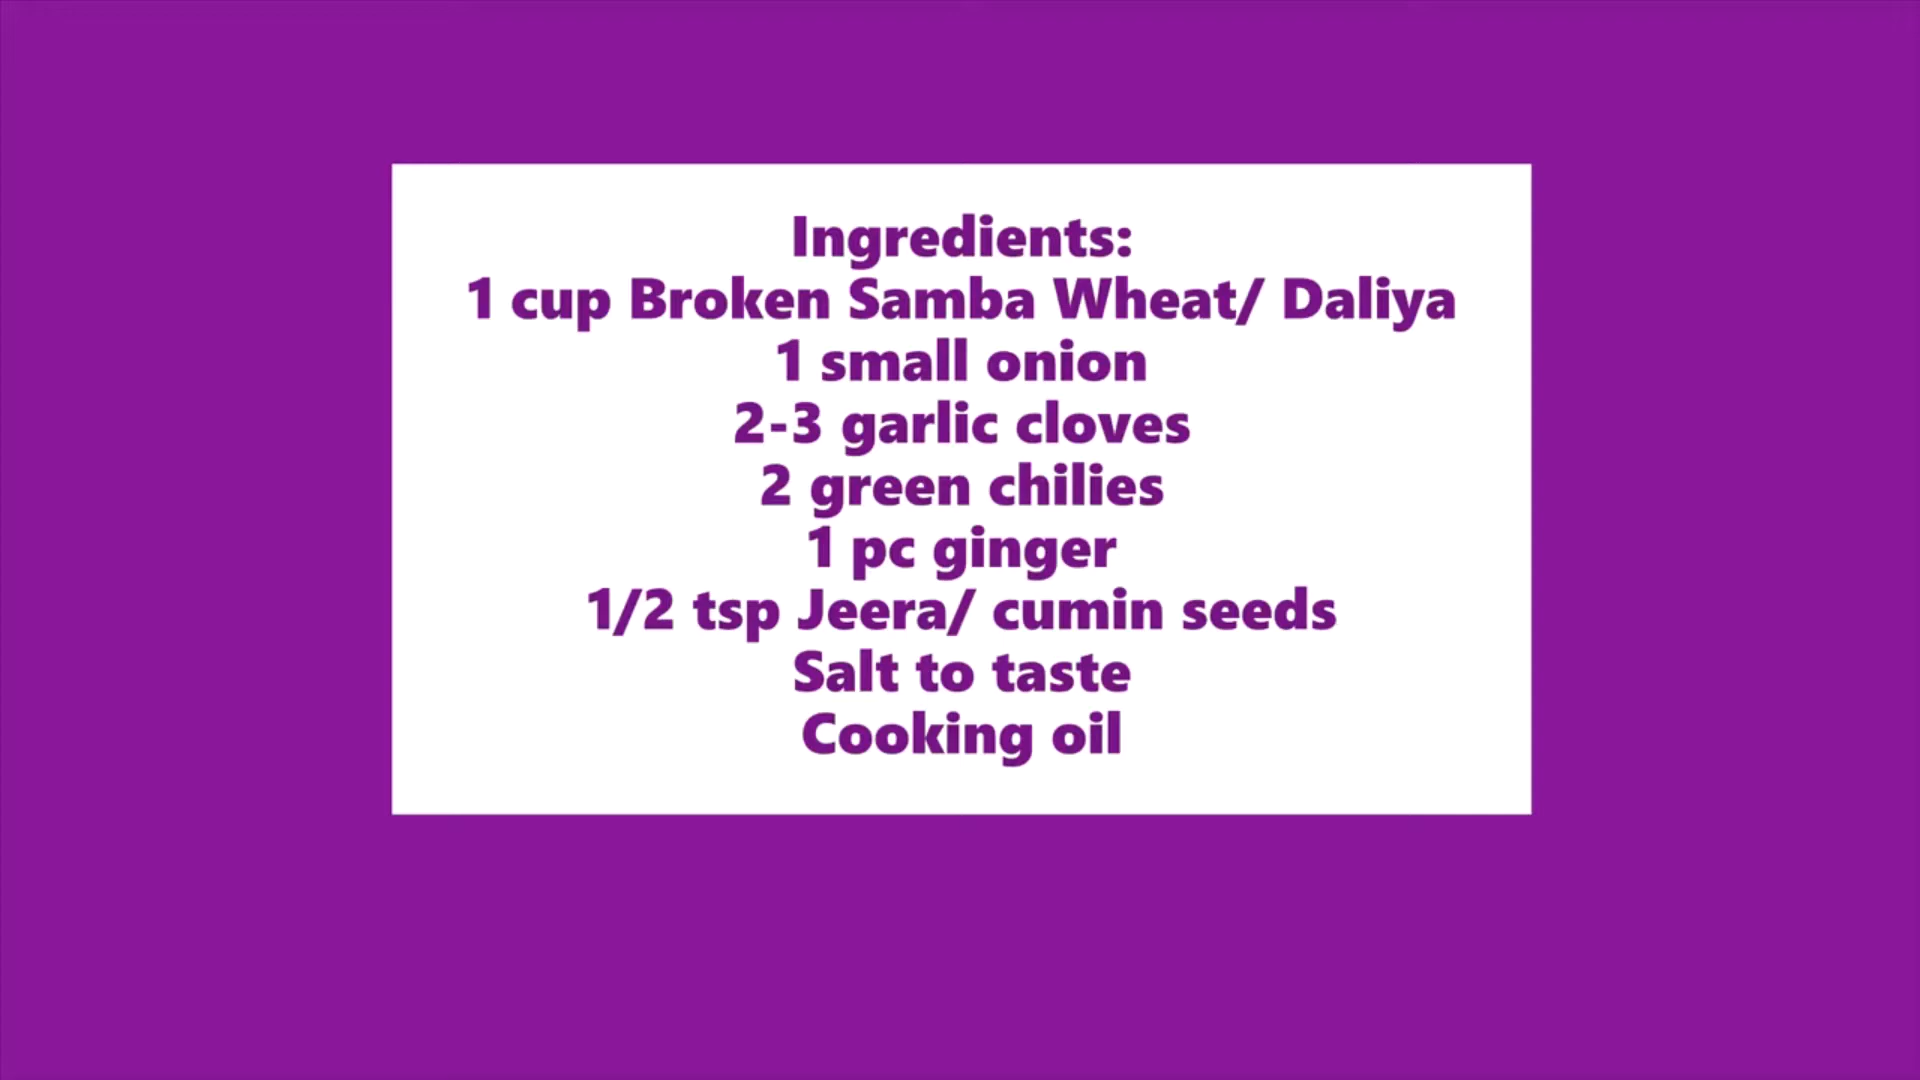 Ingredients:
1 cup Broken Samba Wheat/ Daliya
1 small onion
2-3 garlic cloves
2 green chilies
1 pc ginger
1/2 tsp Jeera/ cumin seeds
Salt to taste
Cooking oil